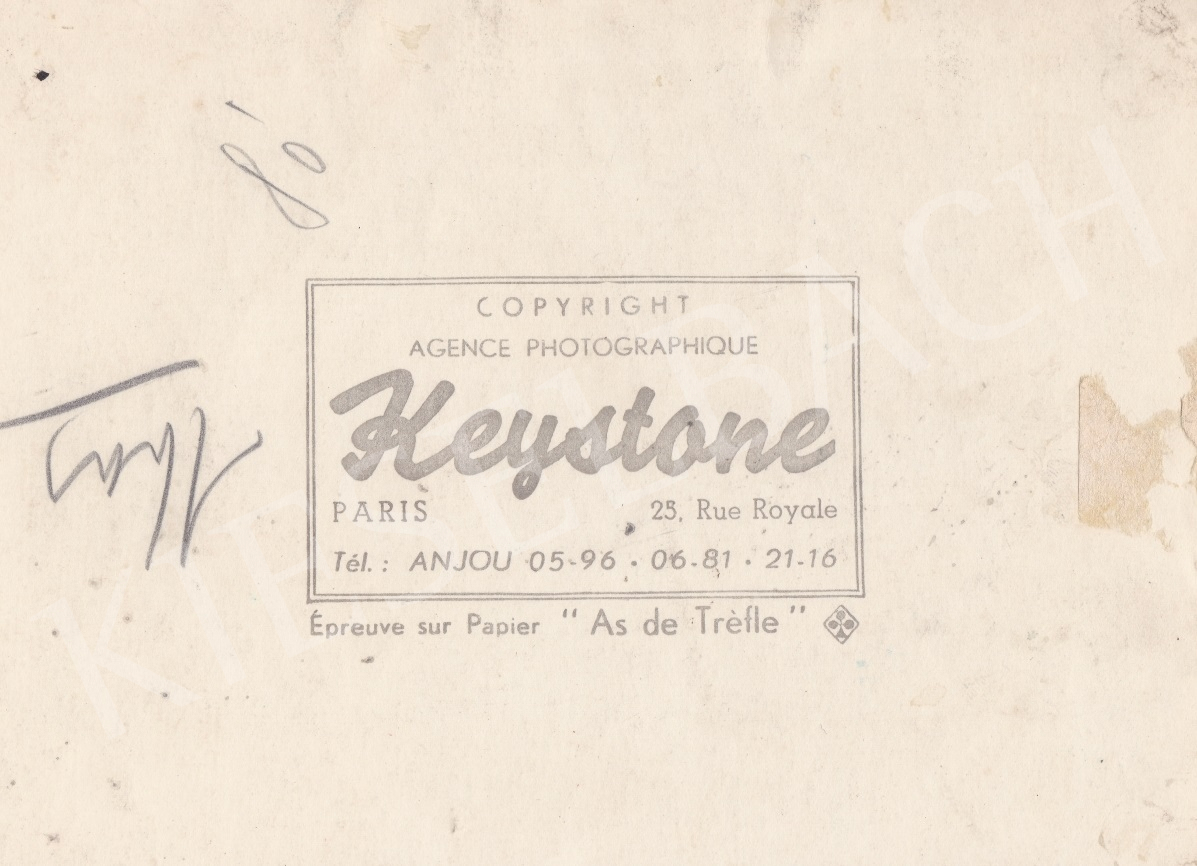 COPYRIGHT
AGENCE PHOTOGRAPHIQUE
Keystone
PARIS 25, Rue Royale
Tél. : ANJOU 05-96 · 06-81 · 21-16
Épreuve sur Papier " As de Trèfle "
KIESELBACH